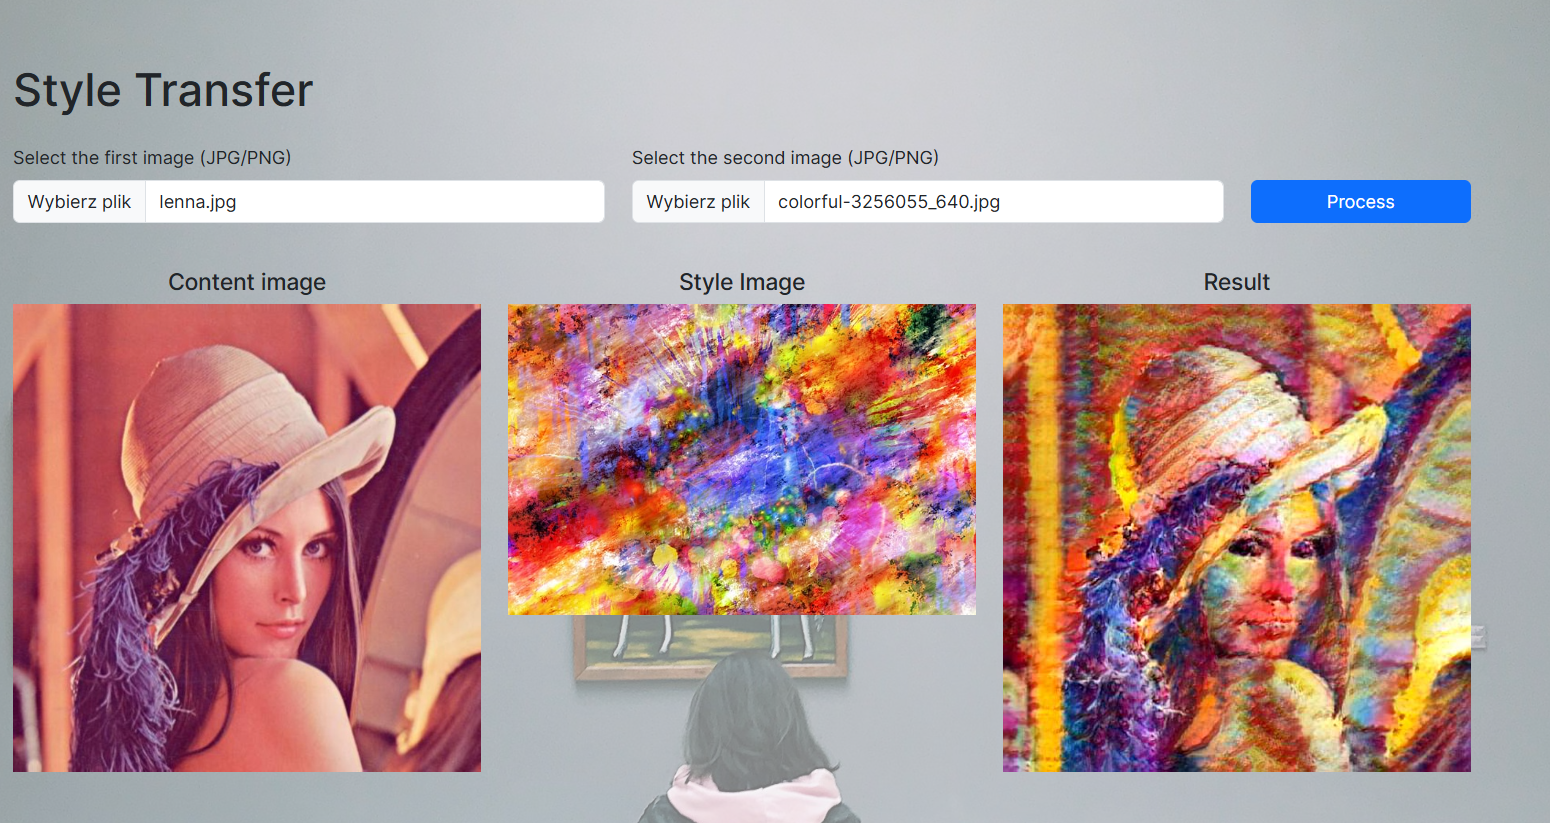 Style Transfer
Select the first image (JPG/PNG)
Select the second image (JPG/PNG)
Wybierz plik lenna.jpg
Wybierz plik colorful-3256055_640.jpg
Process
Content image
Style Image
Result